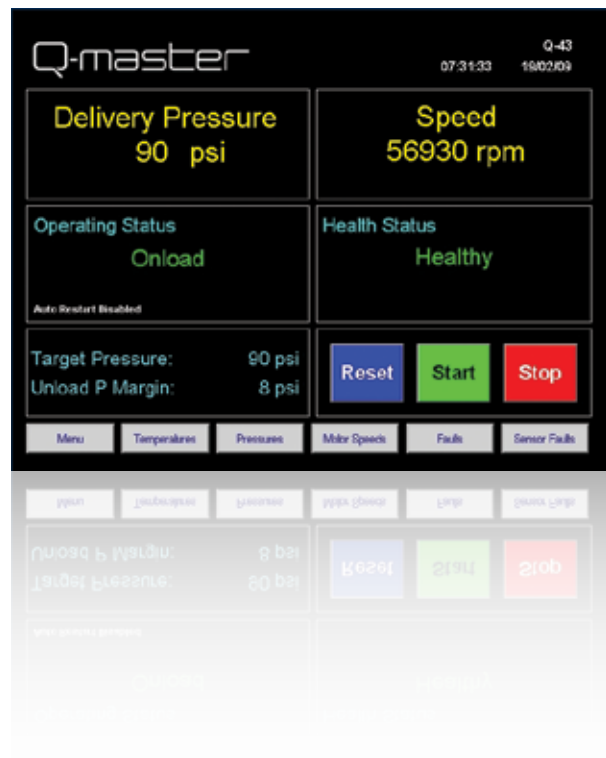 Q-master
Q-43
07:31:33 19/02/09
Delivery Pressure
90 psi
Speed
56930 rpm
Operating Status
Onload
Auto Restart Disabled
Health Status
Healthy
Target Pressure: 90 psi
Unload P Margin: 8 psi
Reset Start Stop
Menu Temperatures Pressures Motor Speeds Faults Sensor Faults